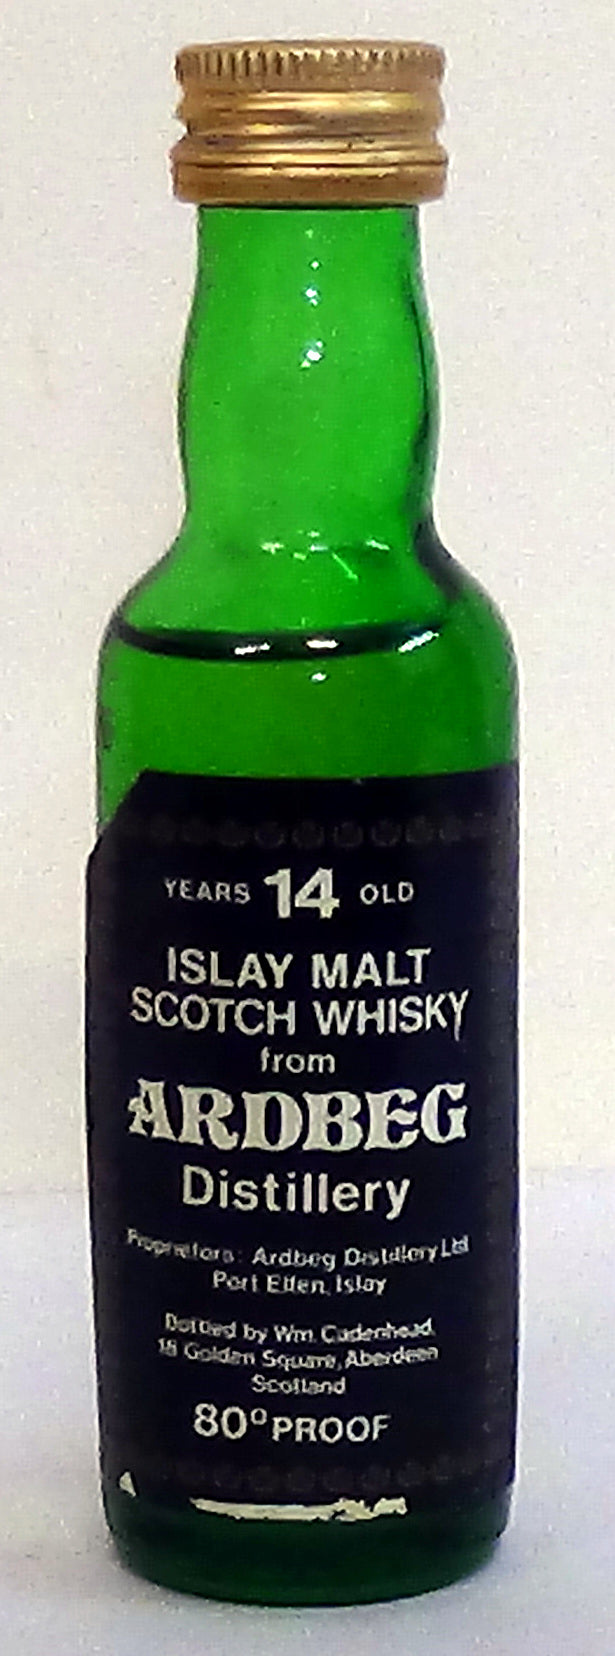 YEARS 14 OLD
ISLAY MALT
SCOTCH WHISKY
from
ARDBEG
Distillery
Proprietors: Ardbeg Distillery Ltd
Port Ellen, Islay
Bottled by Wm. Cadenhead,
18 Golden Square, Aberdeen
Scotland
80° PROOF